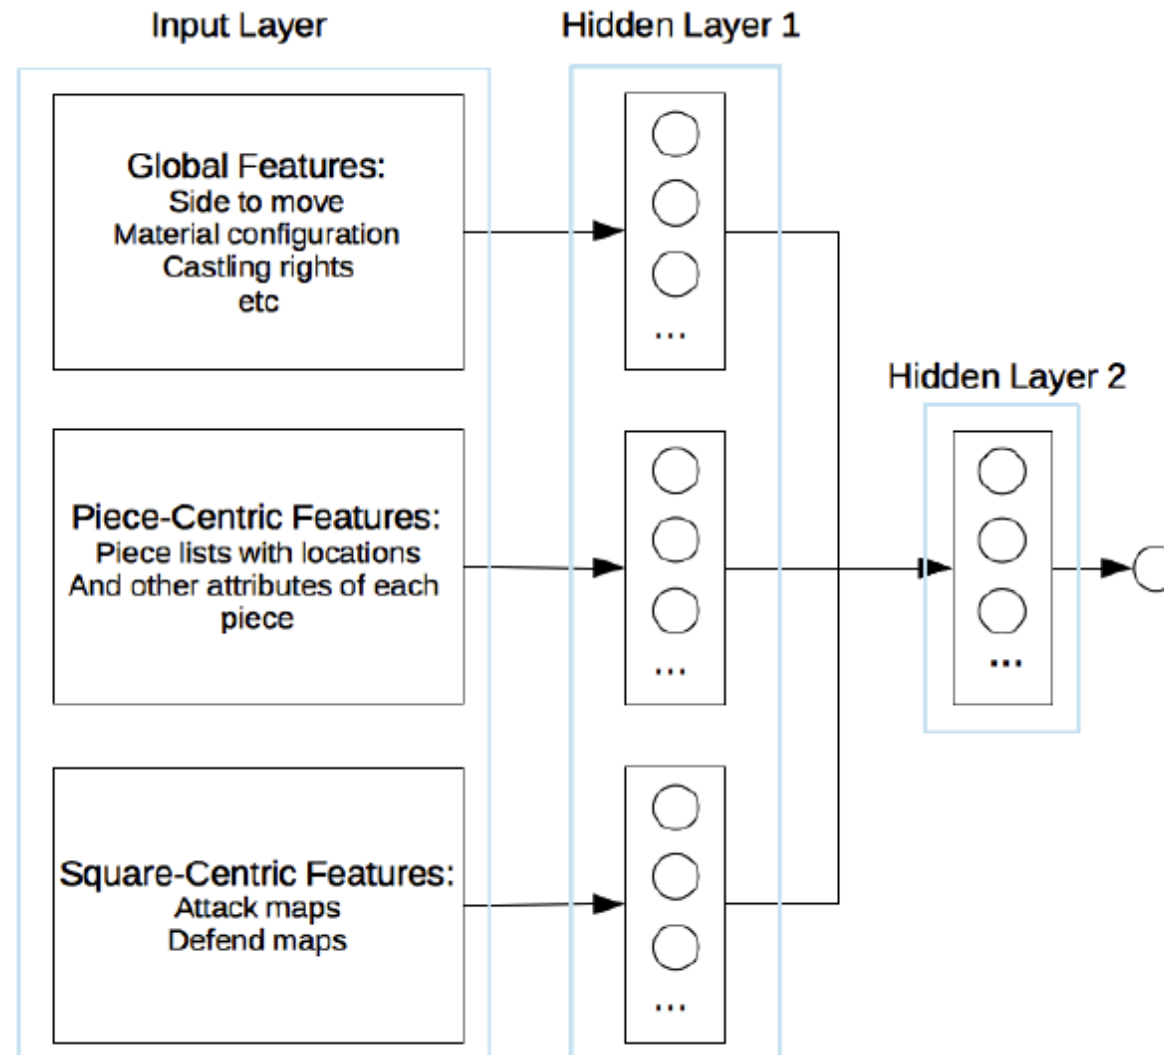 Input Layer
Hidden Layer 1
Global Features:
Side to move
Material configuration
Castling rights
etc
...
Hidden Layer 2
Piece-Centric Features:
Piece lists with locations
And other attributes of each
piece
...
...
Square-Centric Features:
Attack maps
Defend maps
...